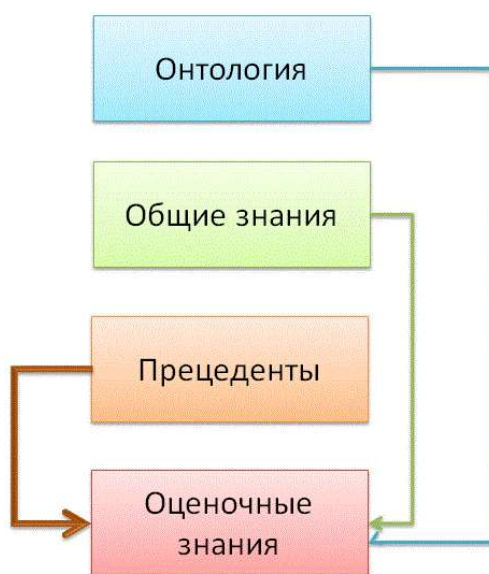 Онтология
Общие знания
Прецеденты
Оценочные
знания